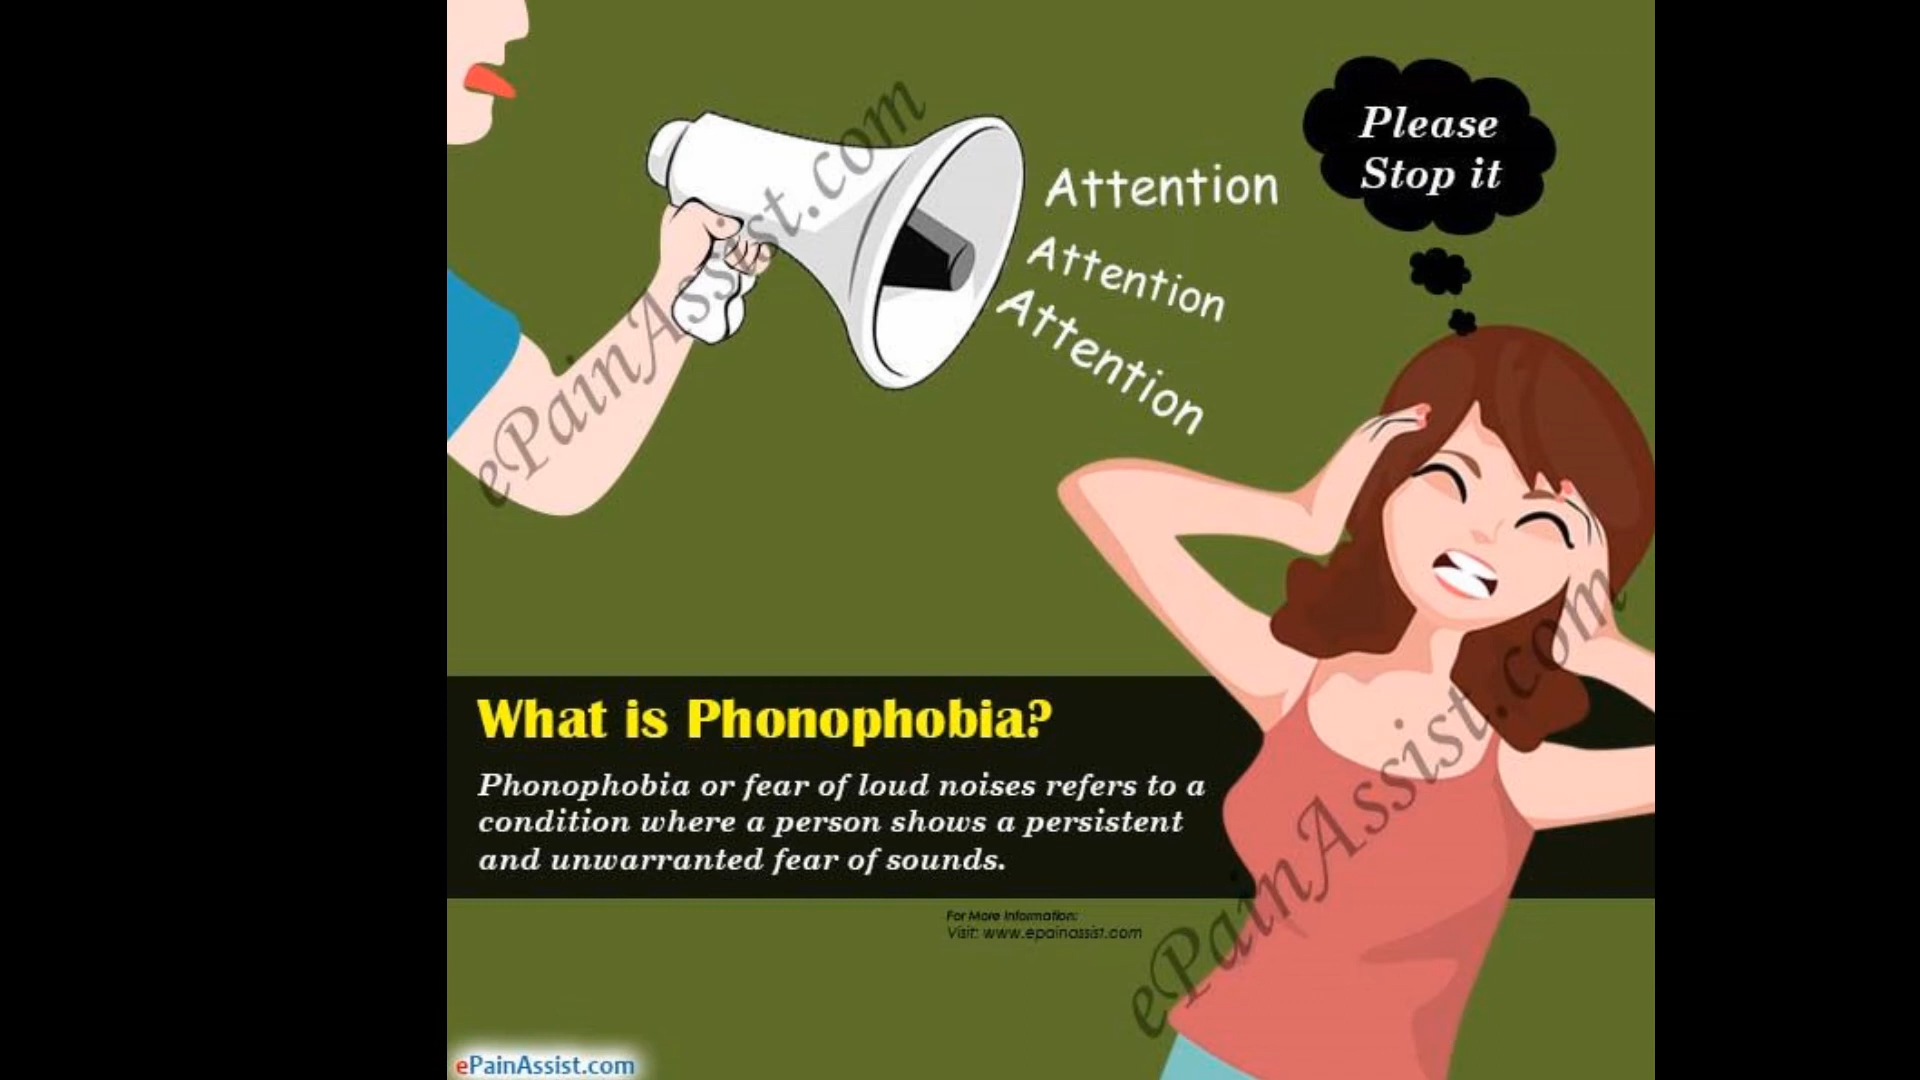 Please
Stop it
Attention
Attention
Attention
ePainAssist.com
What is Phonophobia?
Phonophobia or fear of loud noises refers to a
condition where a person shows a persistent
and unwarranted fear of sounds.
For More Information:
Visit: www.epainassist.com
ePainAssist.com
ePainAssist.com